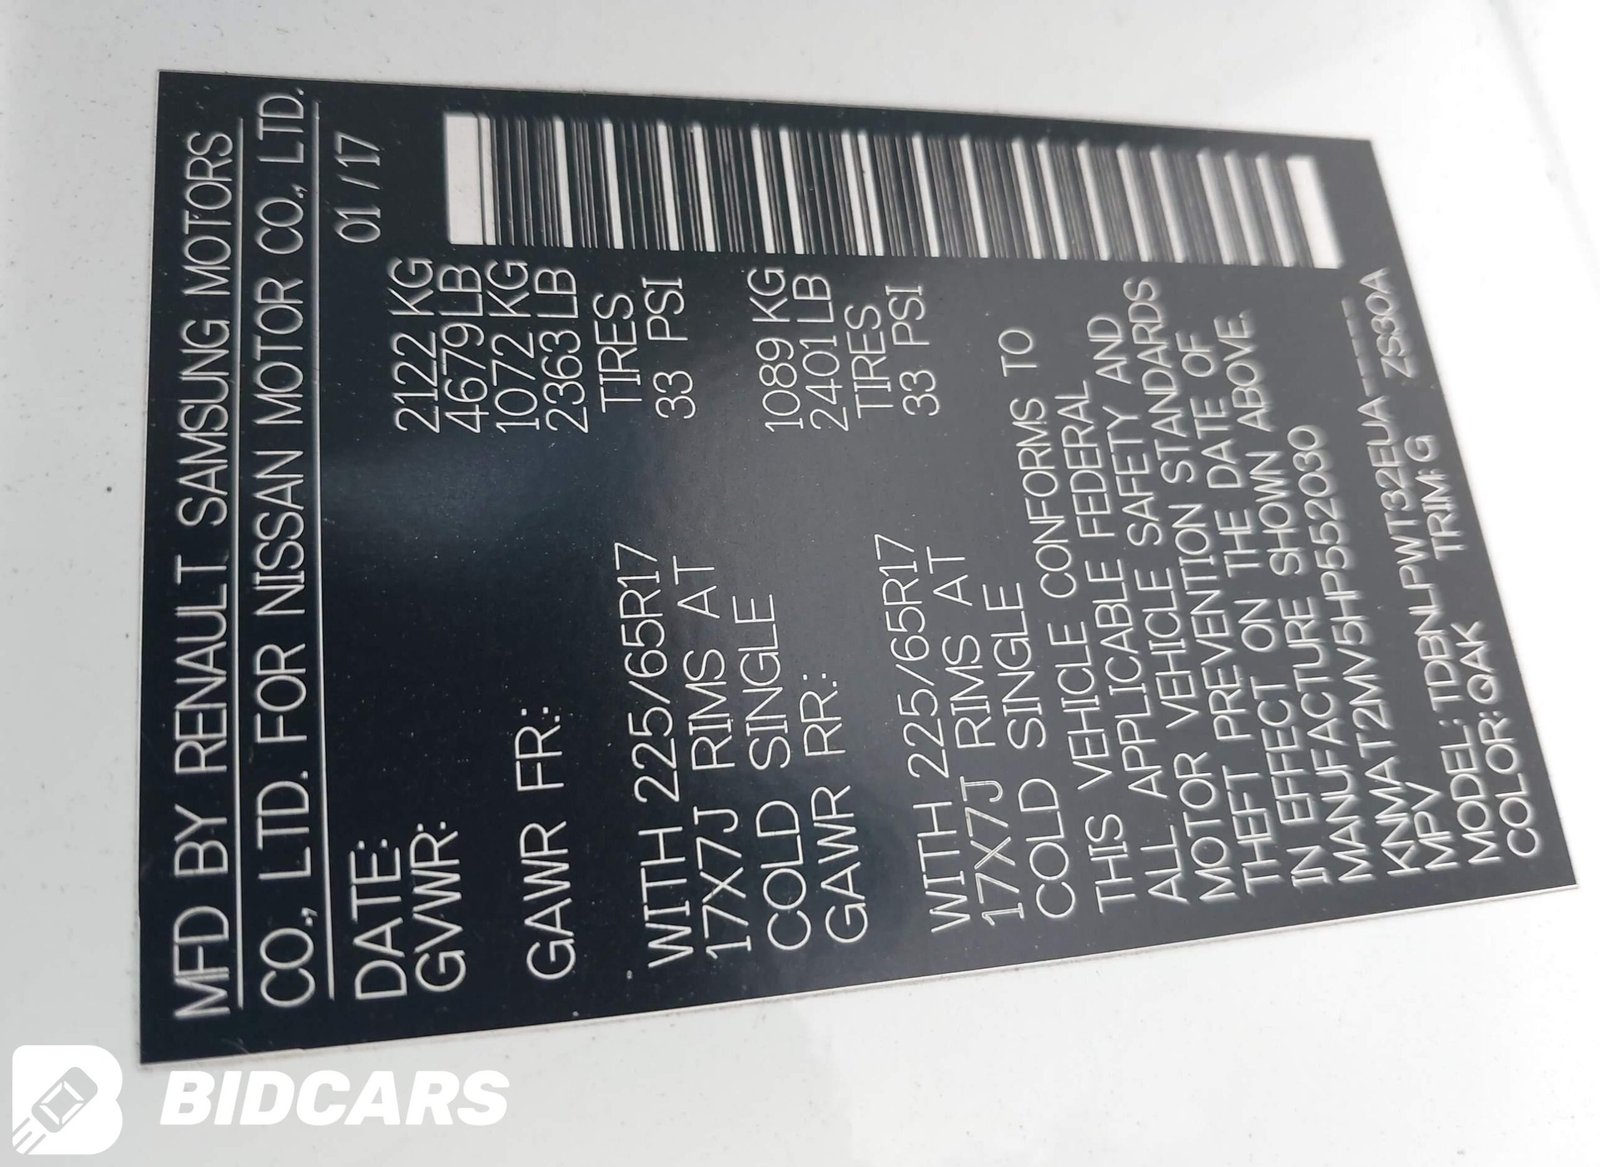 MFD BY RENAULT SAMSUNG MOTORS
CO., LTD. FOR NISSAN MOTOR CO., LTD.
DATE: 01 / 17
GVWR: 2122 KG
4679 LB
GAWR FR.: 1072 KG
2363 LB
WITH 225/65R17 TIRES
17X7J RIMS AT 33 PSI
COLD SINGLE
GAWR RR: 1089 KG
2401 LB
WITH 225/65R17 TIRES
17X7J RIMS AT 33 PSI
COLD SINGLE
THIS VEHICLE CONFORMS TO
ALL APPLICABLE FEDERAL
MOTOR VEHICLE SAFETY AND
THEFT PREVENTION STANDARDS
IN EFFECT ON THE DATE OF
MANUFACTURE SHOWN ABOVE.
KNMAT2MV5HP552030
MPV
MODEL: TDBNLPWT32EUA-----
COLOR: QAK TRIM: G ZS30A
BIDCARS